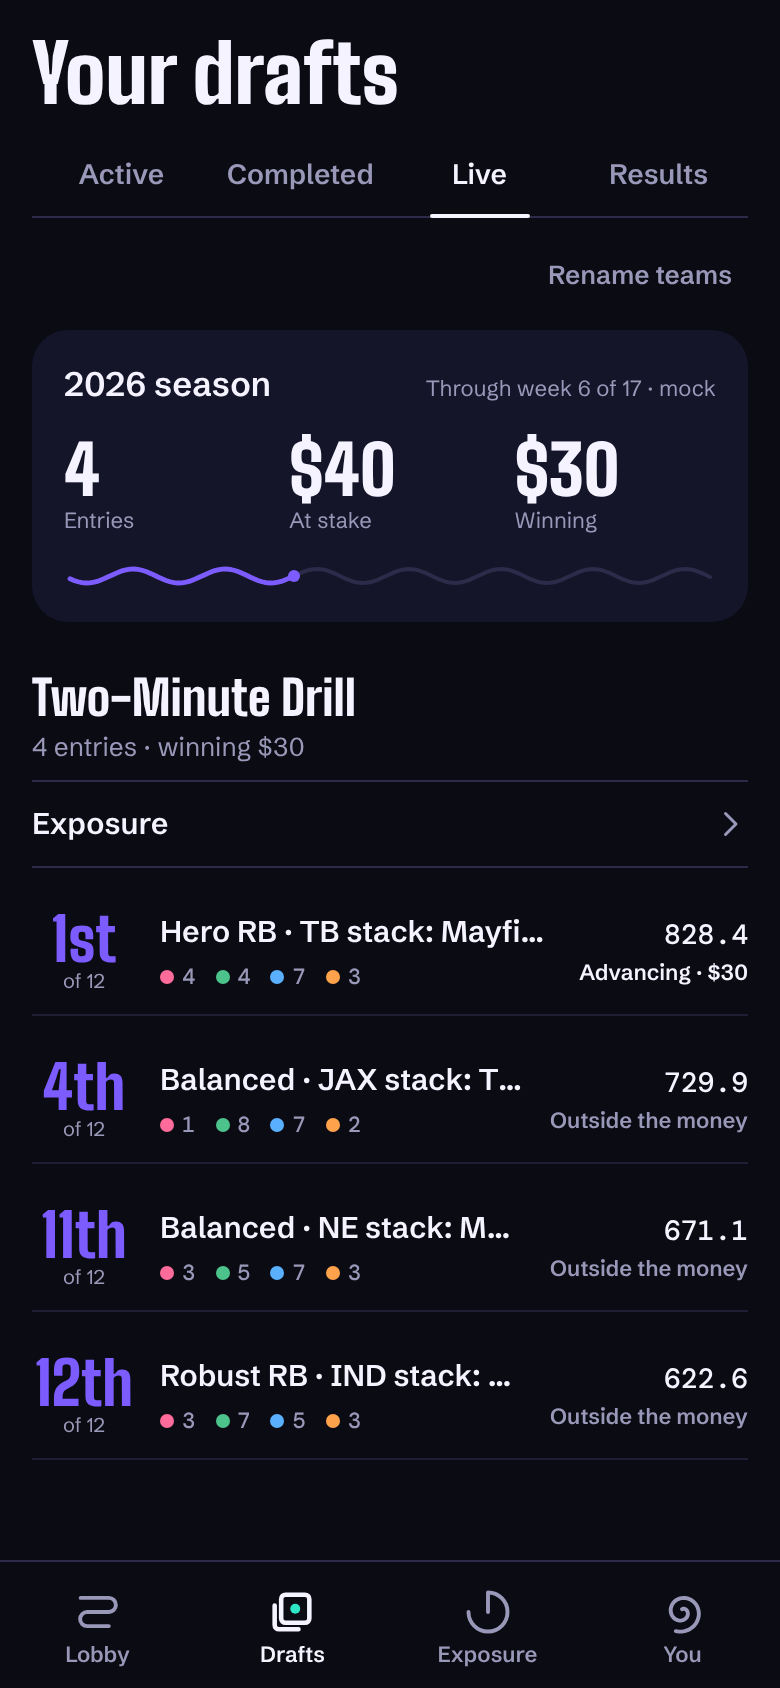 Your drafts
Active Completed Live Results
Rename teams
2026 season Through week 6 of 17 · mock
4 $40 $30
Entries At stake Winning
Two-Minute Drill
4 entries · winning $30
Exposure
1st Hero RB · TB stack: Mayfi... 828.4
of 12 4 4 7 3 Advancing · $30
4th Balanced · JAX stack: T... 729.9
of 12 1 8 7 2 Outside the money
11th Balanced · NE stack: M... 671.1
of 12 3 5 7 3 Outside the money
12th Robust RB · IND stack: ... 622.6
of 12 3 7 5 3 Outside the money
Lobby Drafts Exposure You